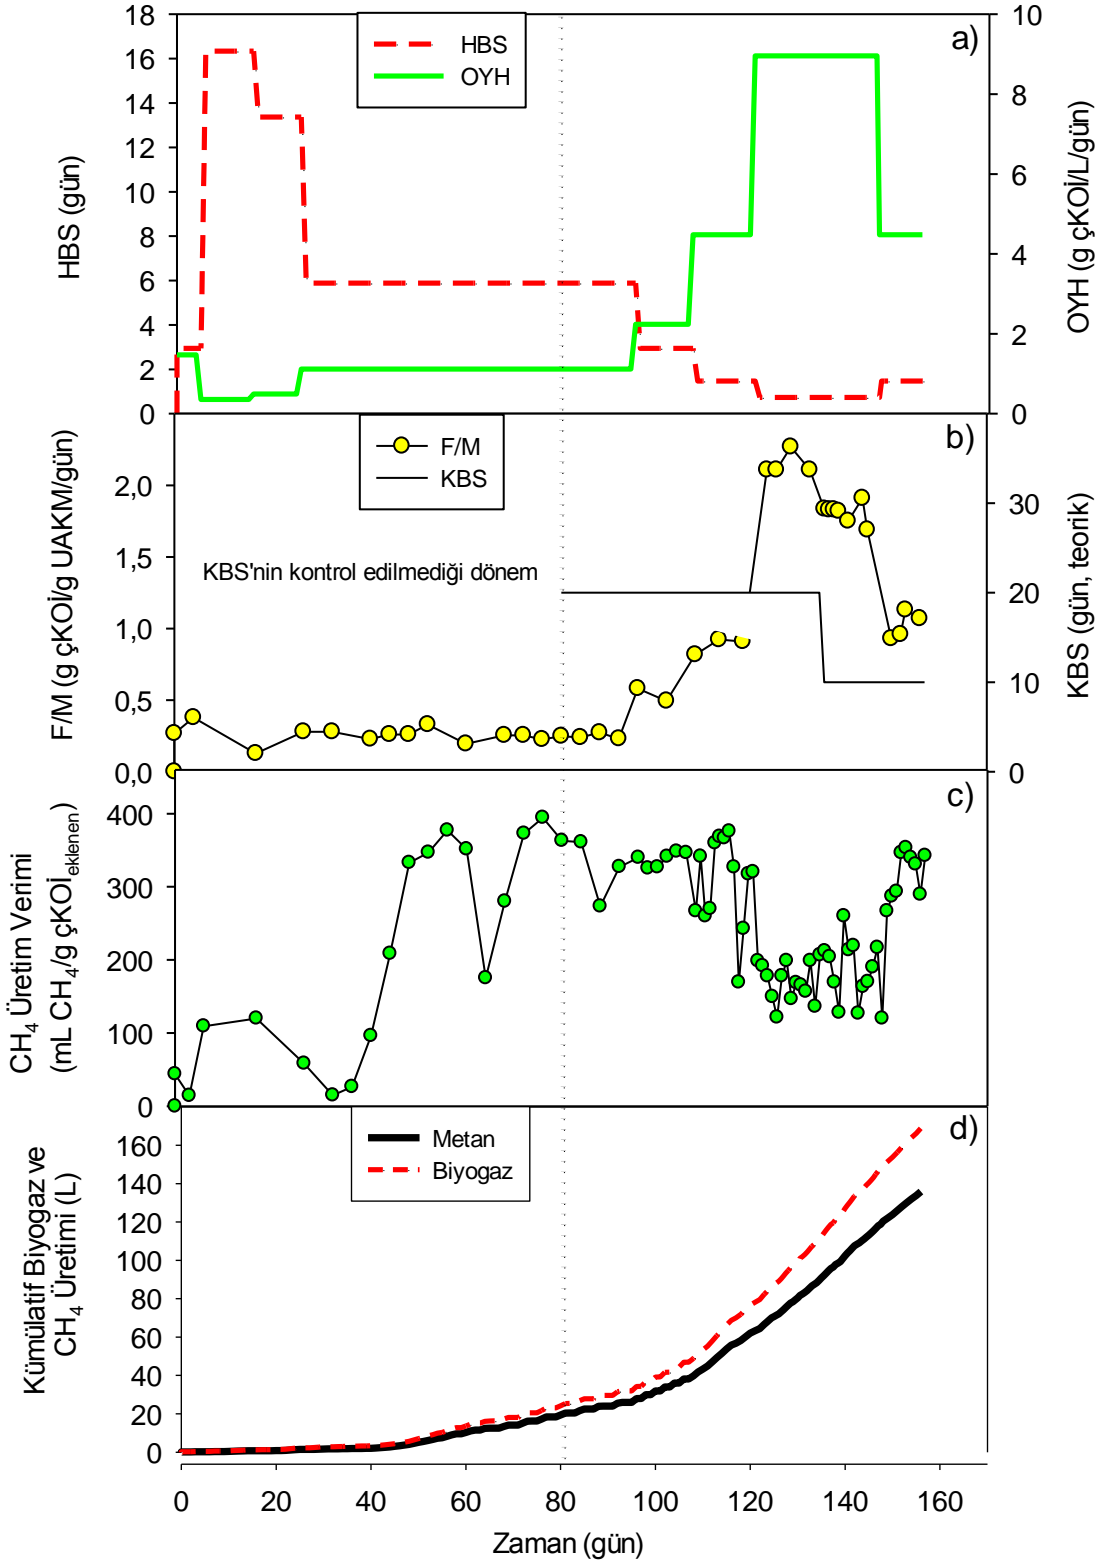 18
16
14
12
10
8
6
4
2
0
HBS (gün)
HBS
OYH
a)
10
8
6
4
2
0
OYH (g çKOİ/L/gün)
2,0
1,5
1,0
0,5
0,0
F/M (g çKOİ/g UAKM/gün)
F/M
KBS
b)
KBS'nin kontrol edilmediği dönem
30
20
10
0
KBS (gün, teorik)
400
300
200
100
0
CH4 Üretim Verimi
(mL CH4/g çKOİeklenen)
c)
160
140
120
100
80
60
40
20
0
Kümülatif Biyogaz ve
CH4 Üretimi (L)
Metan
Biyogaz
d)
0 20 40 60 80 100 120 140 160
Zaman (gün)